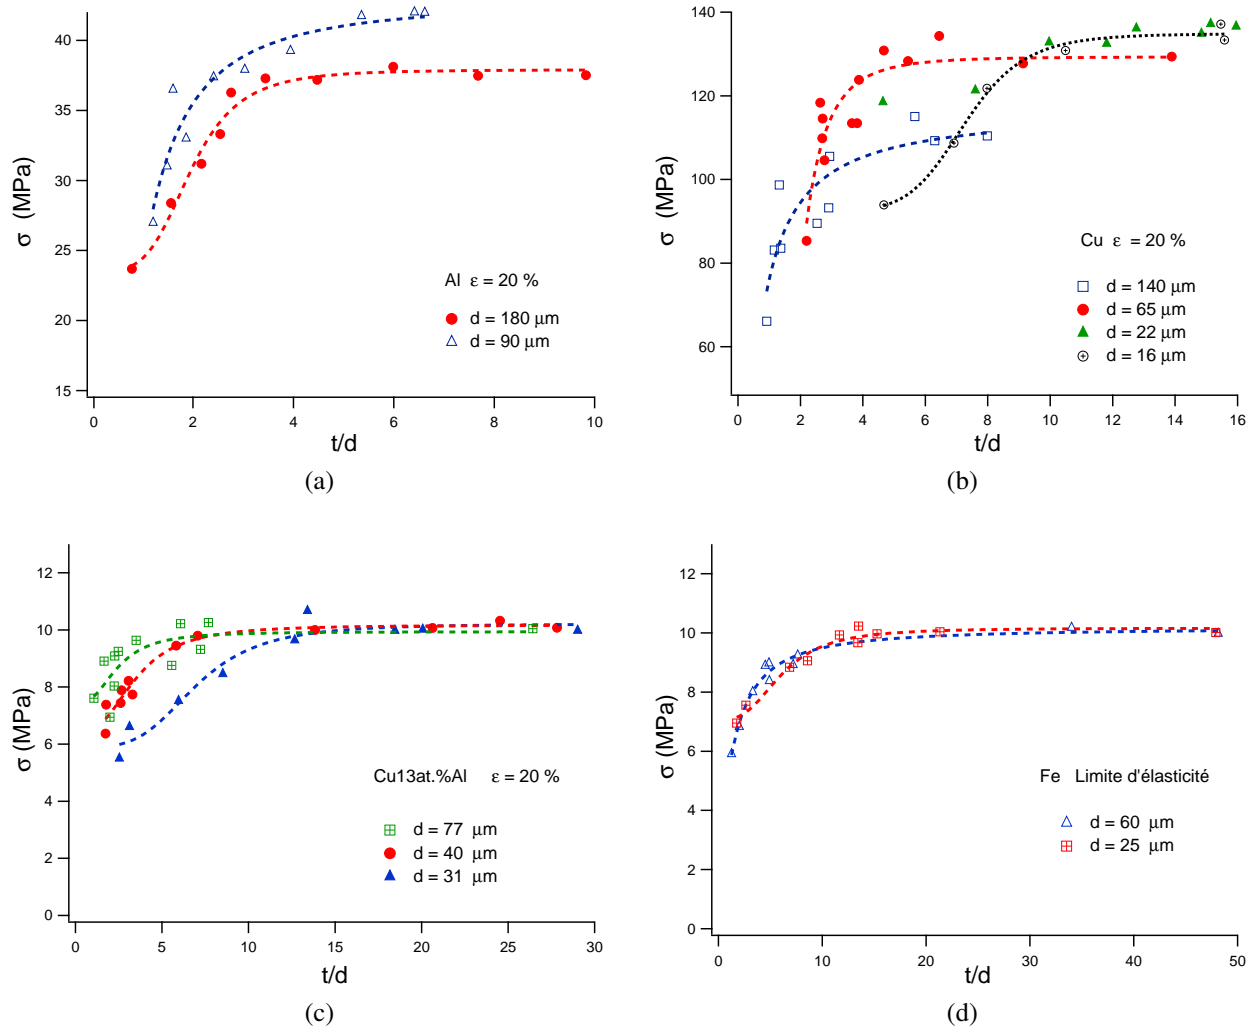 40
35
30
25
20
15
σ (MPa)
Al ε = 20 %
d = 180 µm
d = 90 µm
0 2 4 6 8 10
t/d
(a)
140
120
100
80
60
σ (MPa)
Cu ε = 20 %
d = 140 µm
d = 65 µm
d = 22 µm
d = 16 µm
0 2 4 6 8 10 12 14 16
t/d
(b)
12
10
8
6
4
2
0
σ (MPa)
Cu13at.%Al ε = 20 %
d = 77 µm
d = 40 µm
d = 31 µm
0 5 10 15 20 25 30
t/d
(c)
12
10
8
6
4
2
0
σ (MPa)
Fe Limite d'élasticité
d = 60 µm
d = 25 µm
0 10 20 30 40 50
t/d
(d)